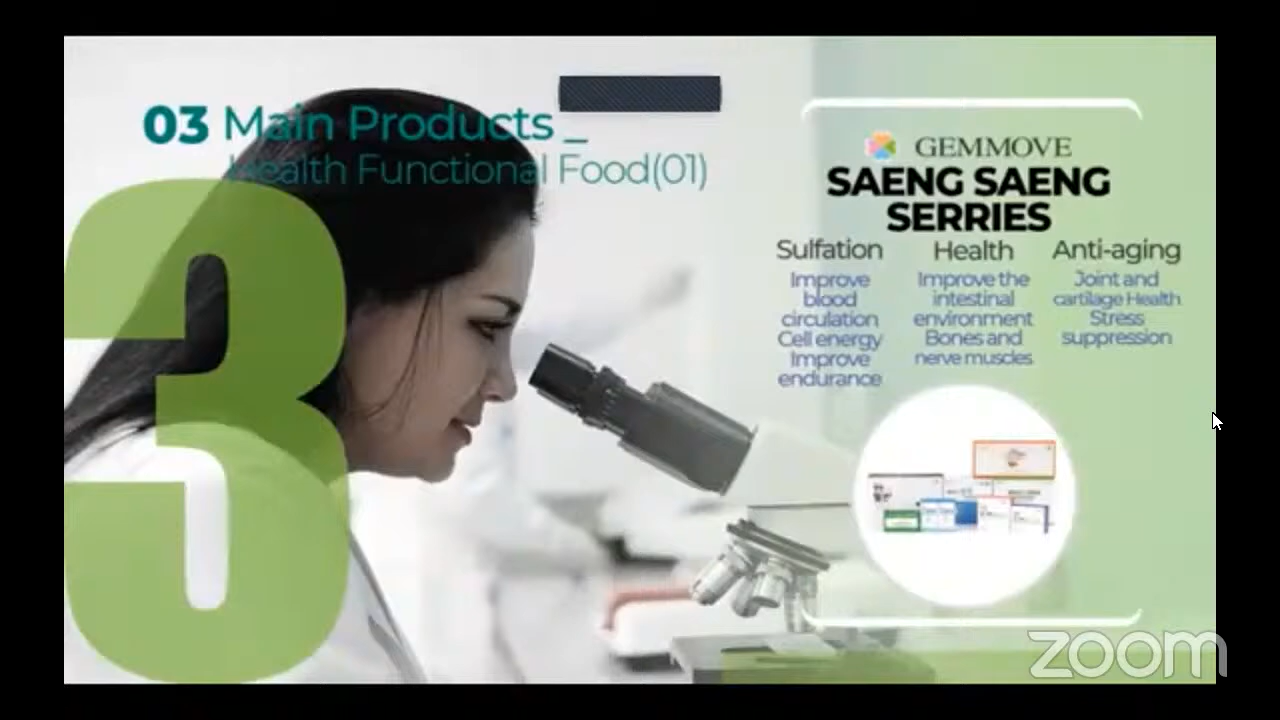 03 Main Products _
Health Functional Food(01)
3
GEMMOVE
SAENG SAENG
SERRIES
Sulfation
Improve
blood
circulation
Cell energy
Improve
endurance
Health
Improve the
intestinal
environment
Bones and
nerve muscles
Anti-aging
Joint and
cartilage Health
Stress
suppression
zoom